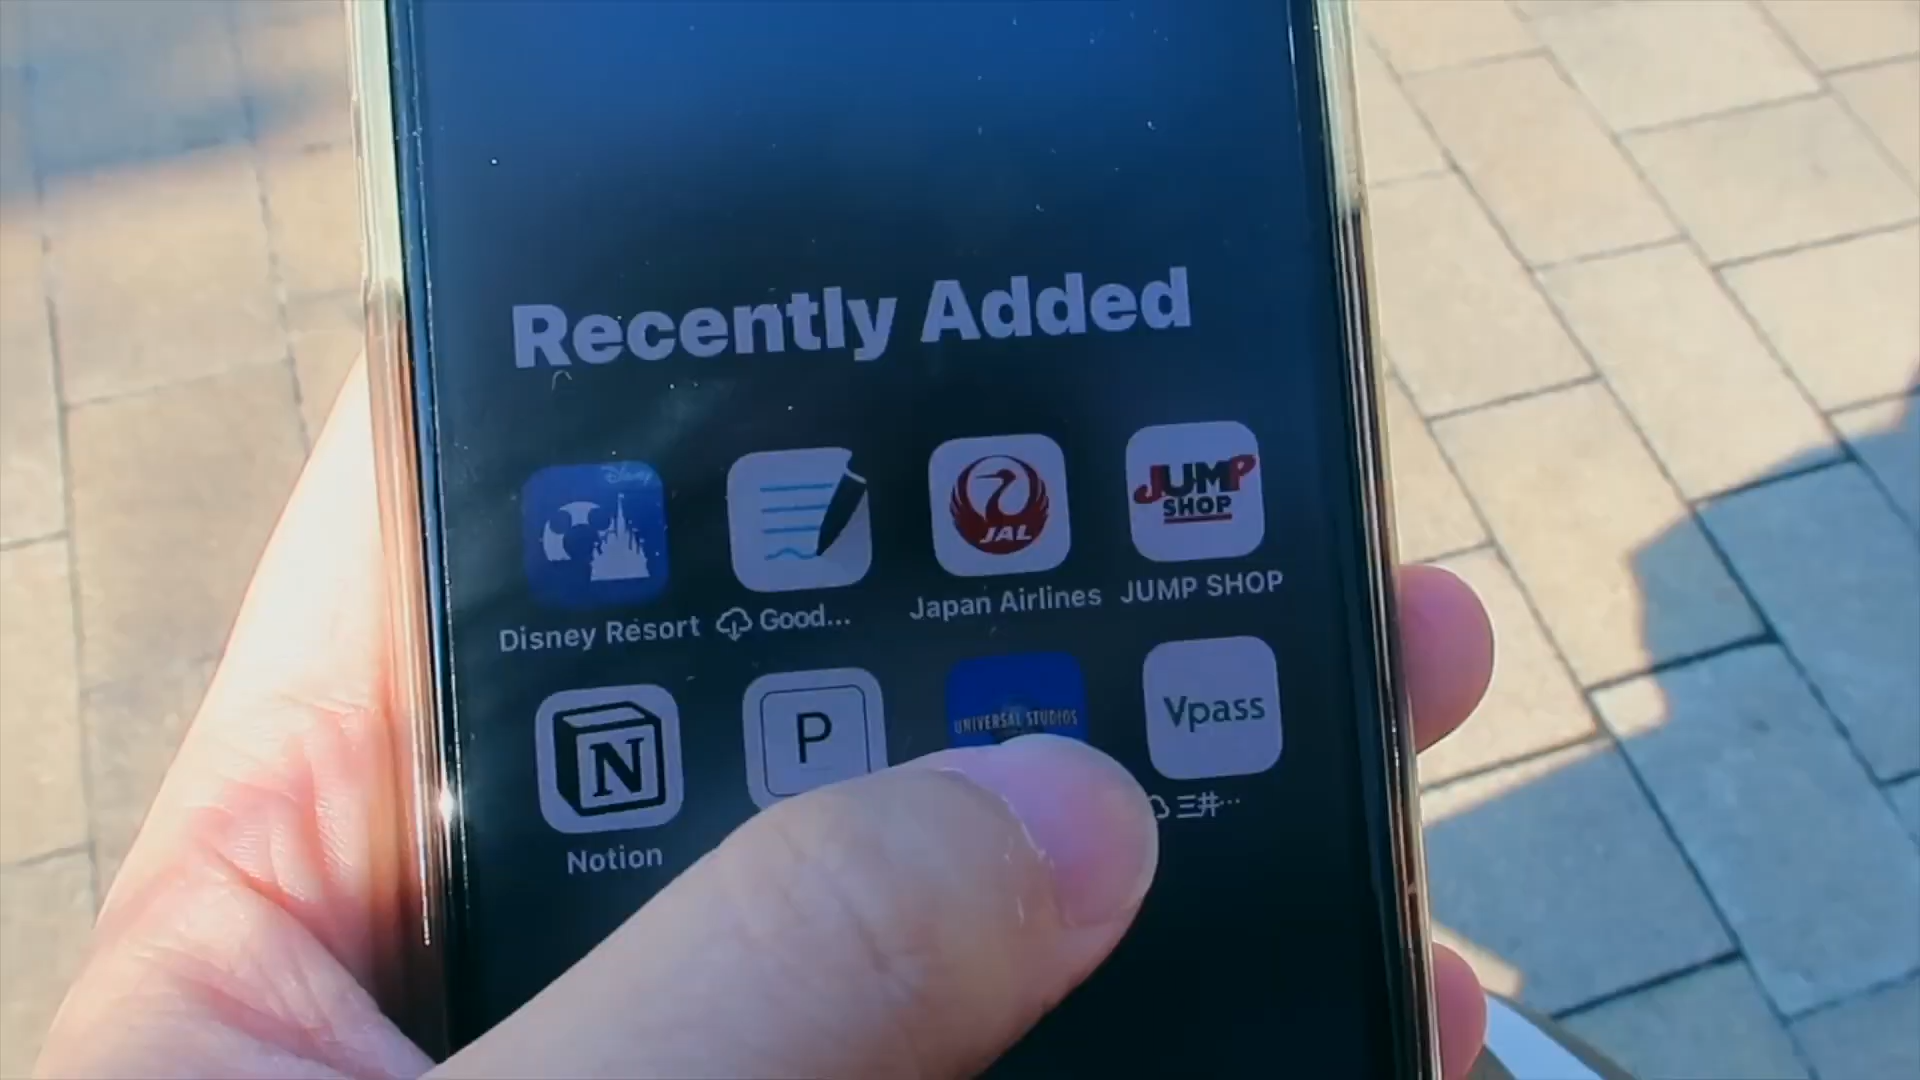 Recently Added
Disney
JAL
JUMP
SHOP
Disney Resort
Good...
Japan Airlines
JUMP SHOP
N
P
UNIVERSAL STUDIOS
Vpass
Notion
三井…